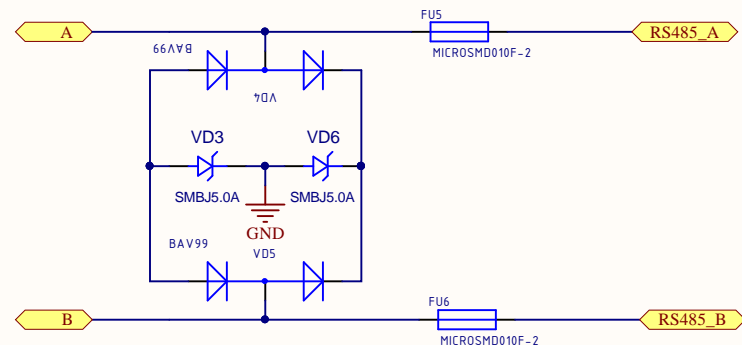 FU5
A
RS485_A
BAV99
MICROSMD010F-2
VD4
VD3
VD6
SMBJ5.0A
SMBJ5.0A
GND
BAV99
VD5
FU6
B
RS485_B
MICROSMD010F-2